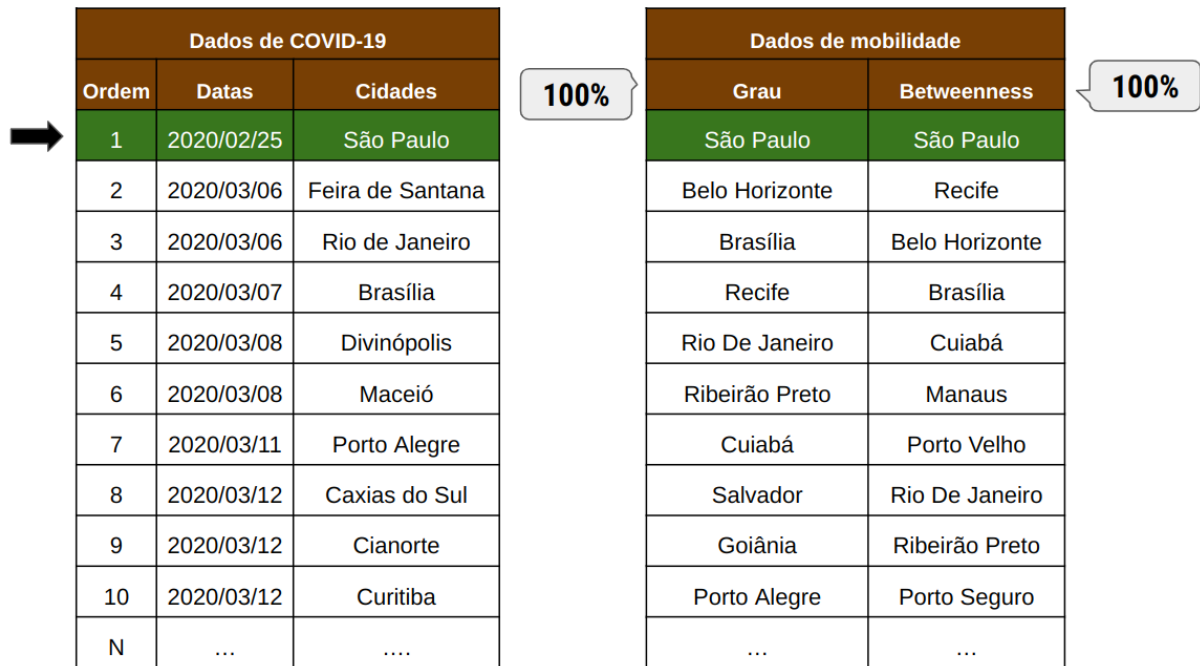 Dados de COVID-19
Dados de mobilidade
Ordem Datas Cidades 100% Grau Betweenness 100%
1 2020/02/25 São Paulo São Paulo São Paulo
2 2020/03/06 Feira de Santana Belo Horizonte Recife
3 2020/03/06 Rio de Janeiro Brasília Belo Horizonte
4 2020/03/07 Brasília Recife Brasília
5 2020/03/08 Divinópolis Rio De Janeiro Cuiabá
6 2020/03/08 Maceió Ribeirão Preto Manaus
7 2020/03/11 Porto Alegre Cuiabá Porto Velho
8 2020/03/12 Caxias do Sul Salvador Rio De Janeiro
9 2020/03/12 Cianorte Goiânia Ribeirão Preto
10 2020/03/12 Curitiba Porto Alegre Porto Seguro
N … …. … …